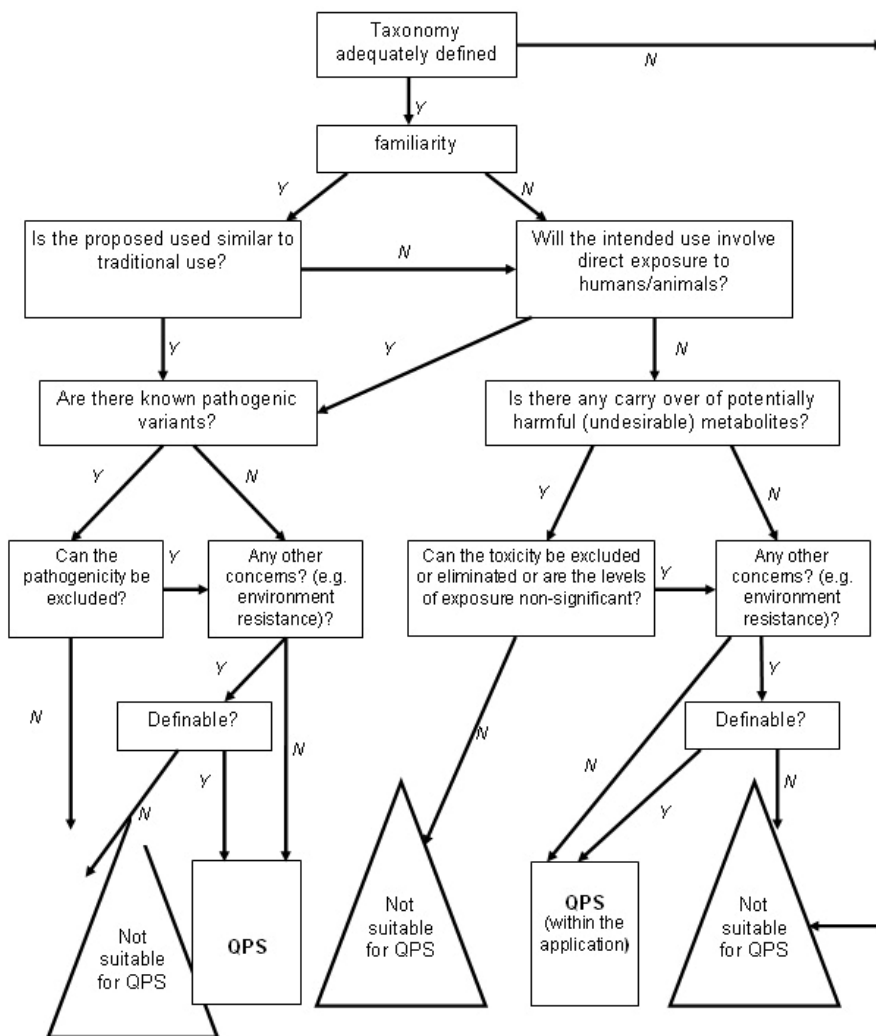 Taxonomy
adequately defined
N
Y
familiarity
Y
N
Is the proposed used similar to
traditional use?
N
Will the intended use involve
direct exposure to
humans/animals?
Y
Y
N
Are there known pathogenic
variants?
Is there any carry over of potentially
harmful (undesirable) metabolites?
Y
N
Y
N
Can the
pathogenicity be
excluded?
Y
Any other
concerns? (e.g.
environment
resistance)?
Can the toxicity be excluded
or eliminated or are the levels
of exposure non-significant?
Y
Any other
concerns? (e.g.
environment
resistance)?
N
Y
Y
Definable?
Definable?
N
Y
N
N
N
Y
N
Not
suitable
for QPS
QPS
Not
suitable
for QPS
QPS
(within the
application)
Not
suitable
for QPS